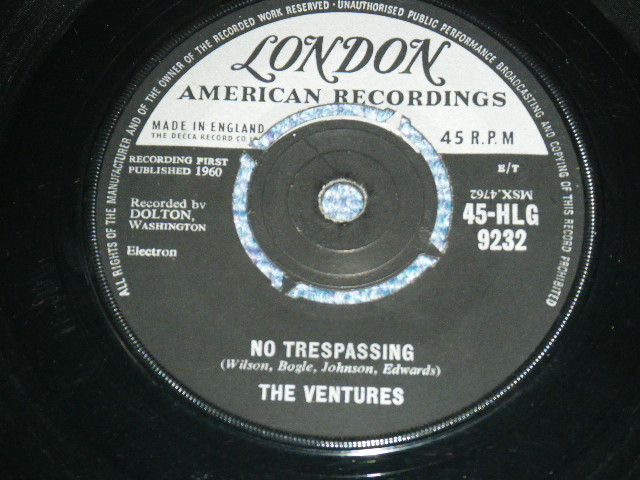 ALL RIGHTS OF THE MANUFACTURER AND OF THE OWNER OF THE RECORDED WORK RESERVED · UNAUTHORISED PUBLIC PERFORMANCE BROADCASTING AND COPYING OF THIS RECORD PROHIBITED
LONDON
AMERICAN RECORDINGS
MADE IN ENGLAND
THE DECCA RECORD CO
45 R.P.M
RECORDING FIRST
PUBLISHED 1960
E/T
MSX.4762
Recorded by
DOLTON,
WASHINGTON
45-HLG
9232
Electron
NO TRESPASSING
(Wilson, Bogle, Johnson, Edwards)
THE VENTURES